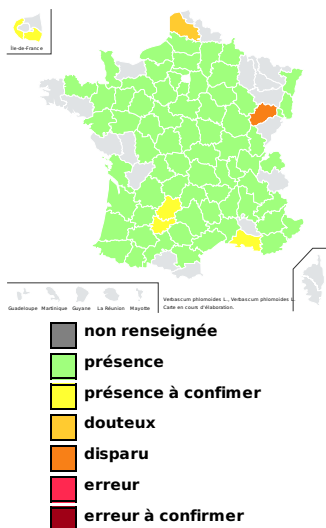 Île-de-France
Guadeloupe Martinique Guyane La Réunion Mayotte
Verbascum phlomoides L., Verbascum phlomoides L.
Carte en cours d'élaboration.
non renseignée
présence
présence à confimer
douteux
disparu
erreur
erreur à confirmer